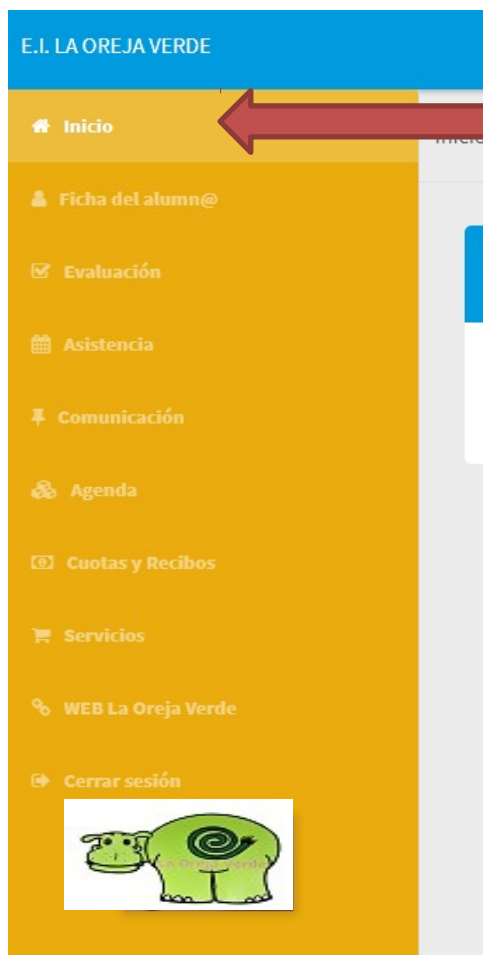 E.I. LA OREJA VERDE
Inicio
Ficha del alumn@
Evaluación
Asistencia
Comunicación
Agenda
Cuotas y Recibos
Servicios
WEB La Oreja Verde
Cerrar sesión
La Oreja Verde